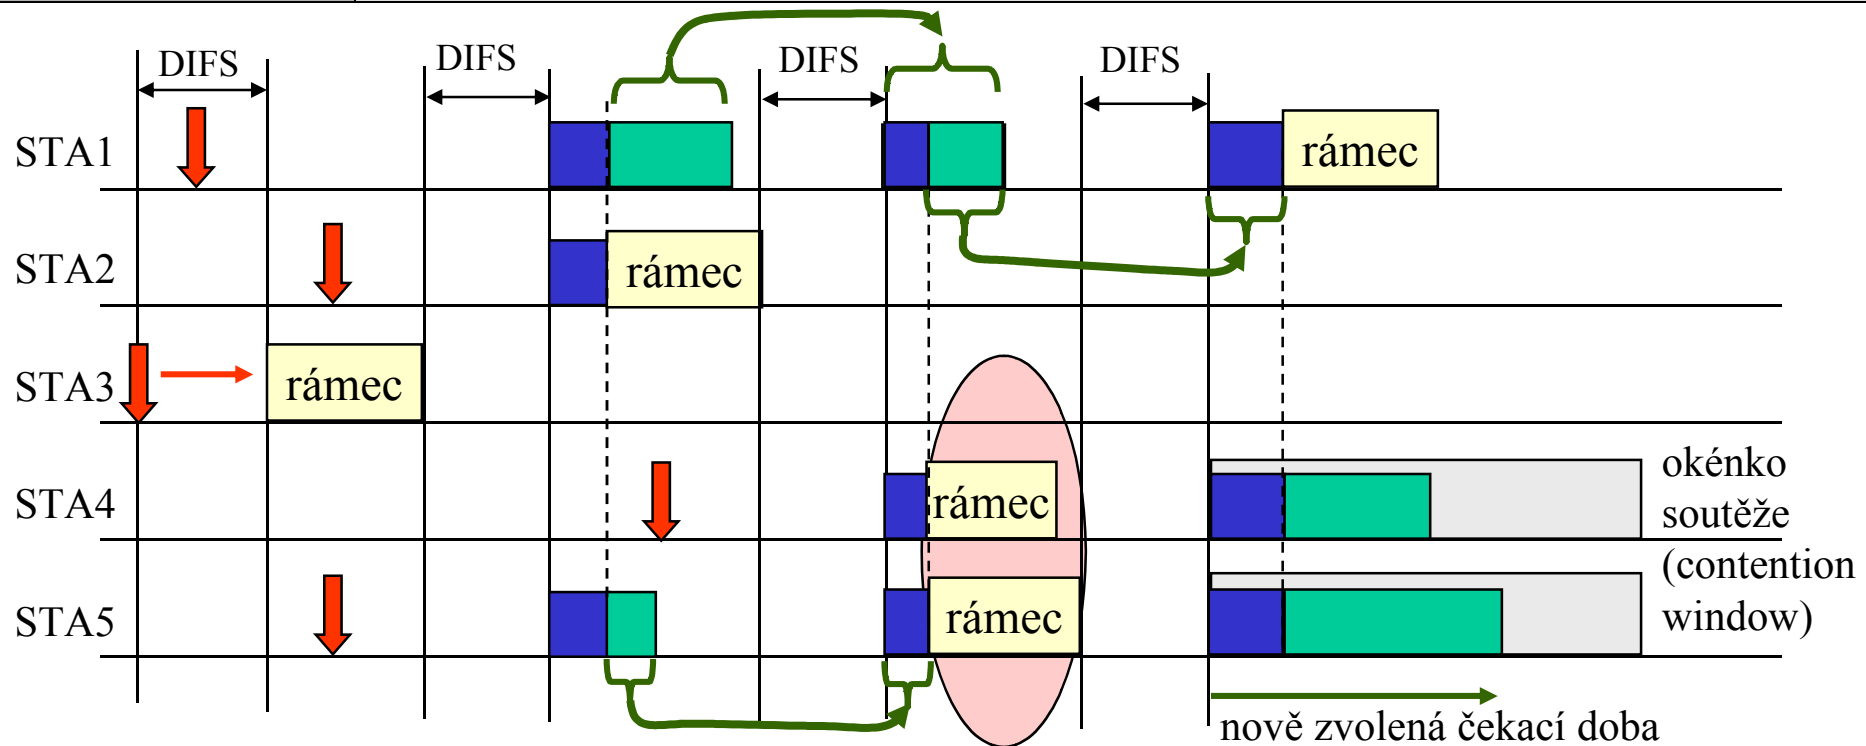 DIFS
DIFS
DIFS
DIFS
STA1
rámec
STA2
rámec
STA3
rámec
STA4
rámec
okénko
soutěže
(contention
window)
STA5
rámec
nově zvolená čekací doba